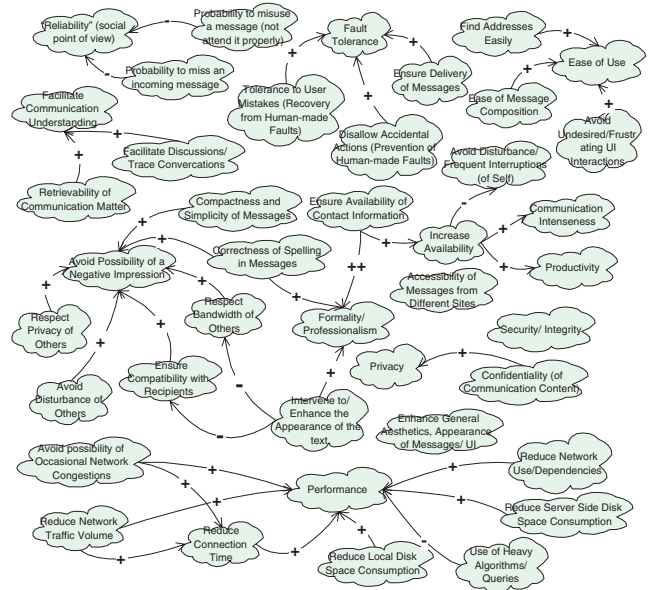 "Reliability" (social
point of view)
-
Probability to misuse
a message (not
attend it properly)
-
Probability to miss an
incoming message
Fault
Tolerance
+
Tolerance to User
Mistakes (Recovery
from Human-made
Faults)
+
Ensure Delivery
of Messages
+
Disallow Accidental
Actions (Prevention of
Human-made Faults)
Find Addresses
Easily
+
Ease of Use
+
Ease of Message
Composition
+
Avoid
Undesired/Frustr
ating UI
Interactions
Facilitate
Communication
Understanding
+
Facilitate Discussions/
Trace Convercations
+
Retrievability of
Communication Matter
Avoid Disturbance/
Frequent Interruptions
(of Self)
-
Compactness and
Simplicity of Messages
+
Ensure Availability of
Contact Information
+
Increase
Availability
+
Communication
Intenseness
+
Productivity
Avoid Possibility of a
Negative Impression
+
Correctness of Spelling
in Messages
+
++
Accessibility of
Messages from
Different Sites
+
Respect
Privacy of
Others
+
Respect
Bandwidth of
Others
Formality/
Professionalism
Security/ Integrity
+
Avoid
Disturbance of
Others
+
Ensure
Compatibility with
Recipients
-
-
+
Intervene to/
Enhance the
Appearance of the
text
Privacy
+
Confidentiality (of
Communication Content)
Enhance General
Aesthetics, Appearance
of Messages/ UI
Avoid possibility of
Occasional Network
Congestions
+
+
Performance
+
Reduce Network
Use/Dependencies
Reduce Network
Traffic Volume
+
+
Reduce
Connection
Time
+
+
Reduce Local Disk
Space Consumption
+
Reduce Server Side Disk
Space Consumption
-
Use of Heavy
Algorithms/
Queries